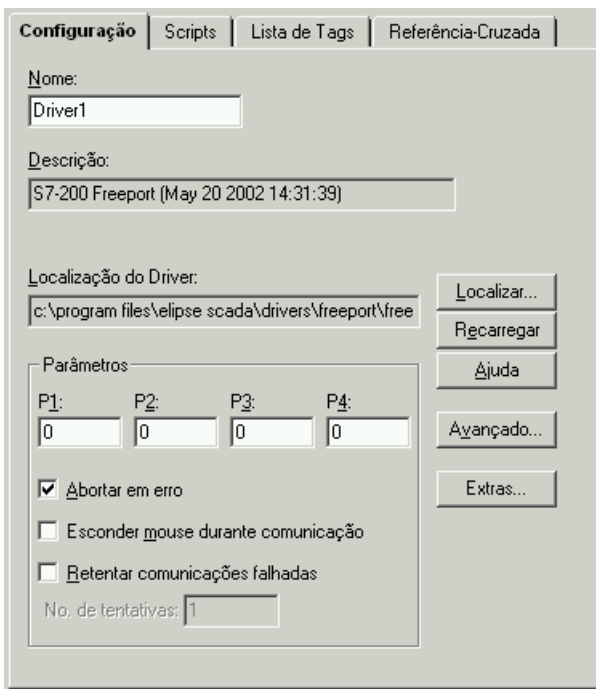 Configuração Scripts Lista de Tags Referência-Cruzada
Nome:
Driver1
Descrição:
S7-200 Freeport (May 20 2002 14:31:39)
Localização do Driver:
c:\program files\elipse scada\drivers\freeport\free
Localizar...
Recarregar
Ajuda
Avançado...
Extras...
Parâmetros
P1: P2: P3: P4:
0 0 0 0
Abortar em erro
Esconder mouse durante comunicação
Retentar comunicações falhadas
No. de tentativas: 1